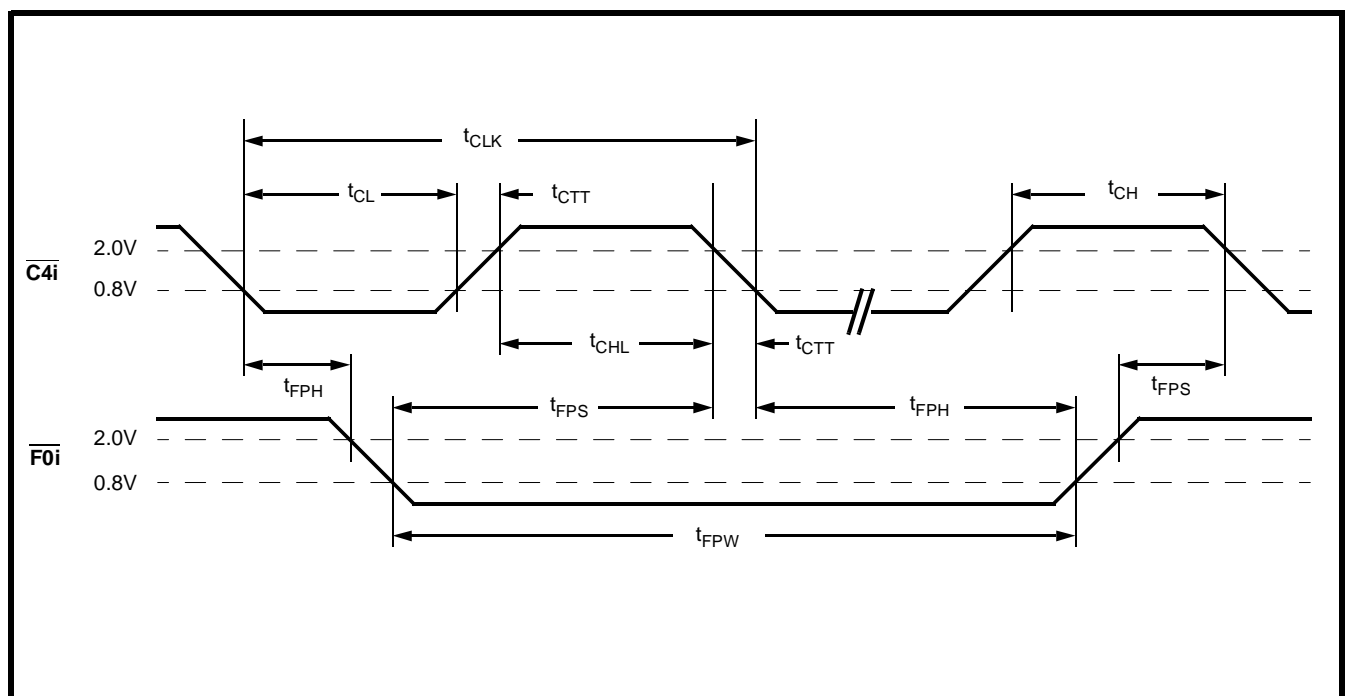 tCLK
tCL
tCTT
tCH
2.0V
C4i
0.8V
tCHL
tCTT
tFPH
tFPS
tFPH
tFPS
2.0V
F0i
0.8V
tFPW